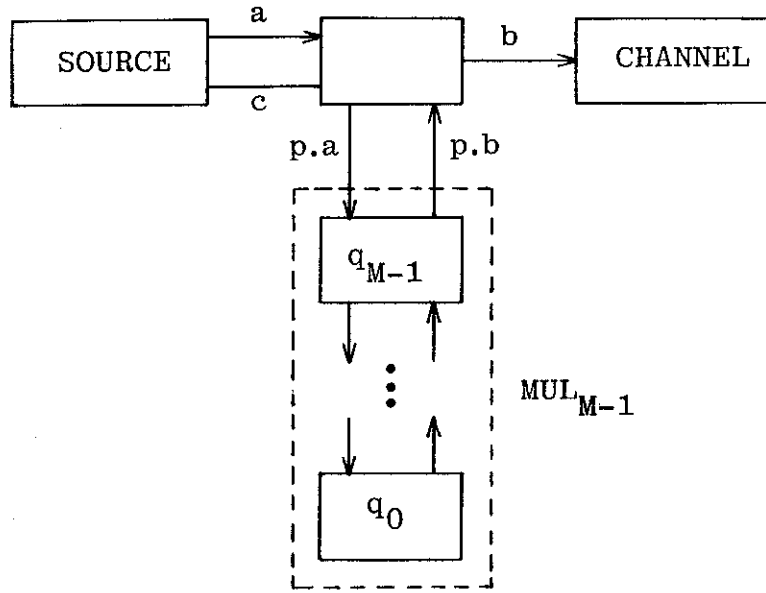 a
b
SOURCE
CHANNEL
c
p.a
p.b
q_{M-1}
MUL_{M-1}
q_0